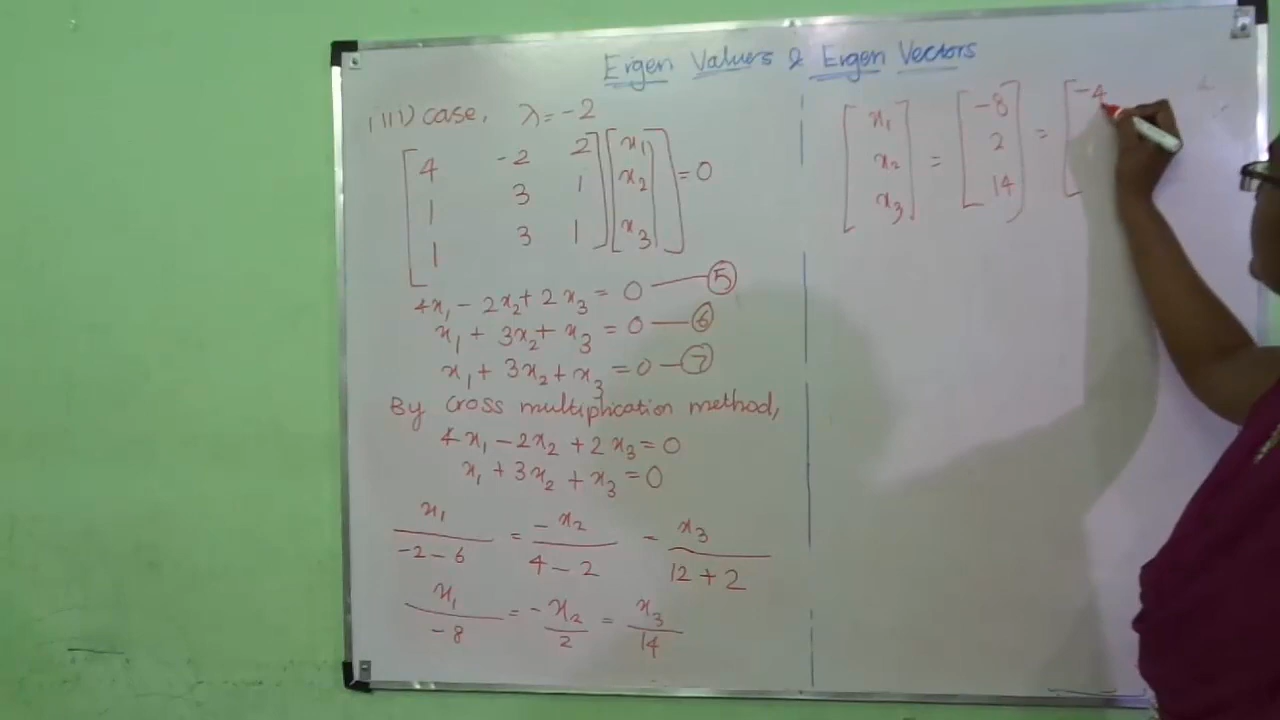 Eigen Values & Eigen Vectors
(iii) case, λ = -2
[4 -2 2] [x₁]
[1 3 1] [x₂] = 0
[1 3 1] [x₃]
4x₁ - 2x₂ + 2x₃ = 0 — ⑤
x₁ + 3x₂ + x₃ = 0 — ⑥
x₁ + 3x₂ + x₃ = 0 — ⑦
By cross multiplication method,
4x₁ - 2x₂ + 2x₃ = 0
x₁ + 3x₂ + x₃ = 0
x₁/(-2-6) = -x₂/(4-2) = x₃/(12+2)
x₁/-8 = -x₂/2 = x₃/14
[x₁] [-8] [-4
[x₂] = [2] =
[x₃] [14]